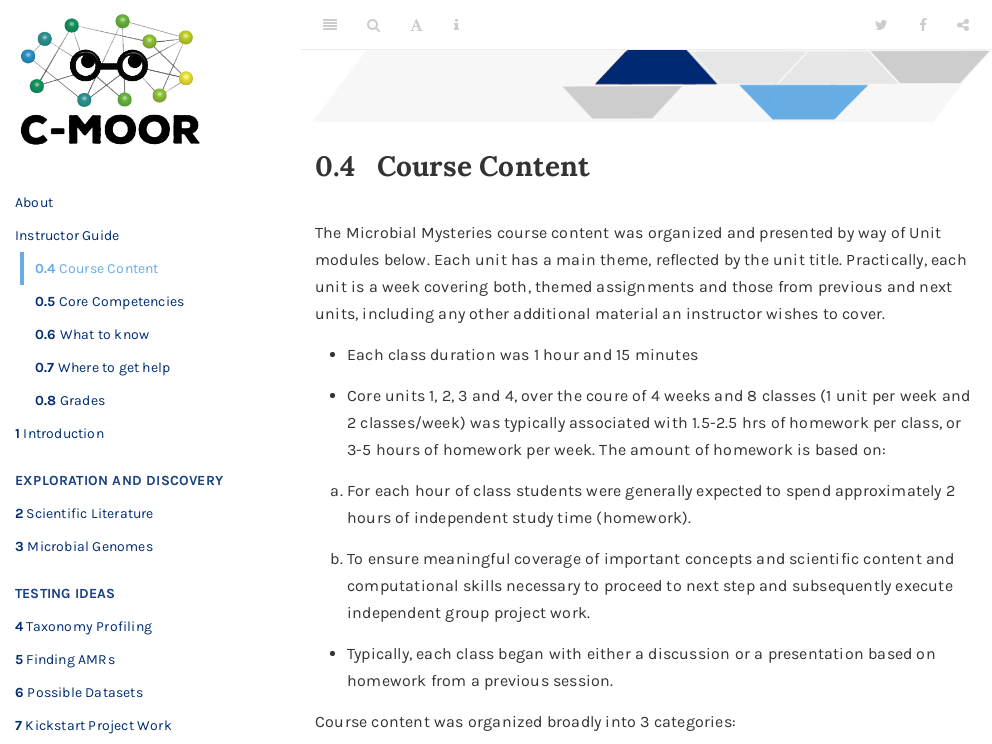 C-MOOR
About
Instructor Guide
0.4 Course Content
0.5 Core Competencies
0.6 What to know
0.7 Where to get help
0.8 Grades
1 Introduction
EXPLORATION AND DISCOVERY
2 Scientific Literature
3 Microbial Genomes
TESTING IDEAS
4 Taxonomy Profiling
5 Finding AMRs
6 Possible Datasets
7 Kickstart Project Work
0.4 Course Content
The Microbial Mysteries course content was organized and presented by way of Unit
modules below. Each unit has a main theme, reflected by the unit title. Practically, each
unit is a week covering both, themed assignments and those from previous and next
units, including any other additional material an instructor wishes to cover.
• Each class duration was 1 hour and 15 minutes
• Core units 1, 2, 3 and 4, over the coure of 4 weeks and 8 classes (1 unit per week and
2 classes/week) was typically associated with 1.5-2.5 hrs of homework per class, or
3-5 hours of homework per week. The amount of homework is based on:
a. For each hour of class students were generally expected to spend approximately 2
hours of independent study time (homework).
b. To ensure meaningful coverage of important concepts and scientific content and
computational skills necessary to proceed to next step and subsequently execute
independent group project work.
• Typically, each class began with either a discussion or a presentation based on
homework from a previous session.
Course content was organized broadly into 3 categories: